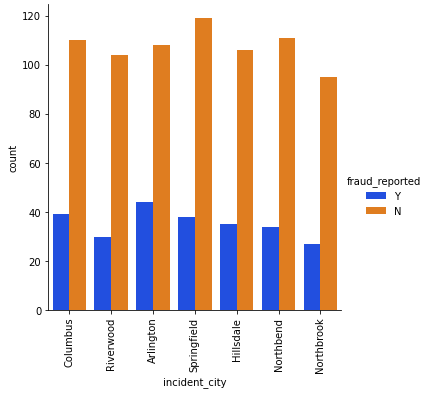 120
100
80
60
40
20
0
count
Columbus
Riverwood
Arlington
Springfield
Hillsdale
Northbend
Northbrook
incident_city
fraud_reported
Y
N